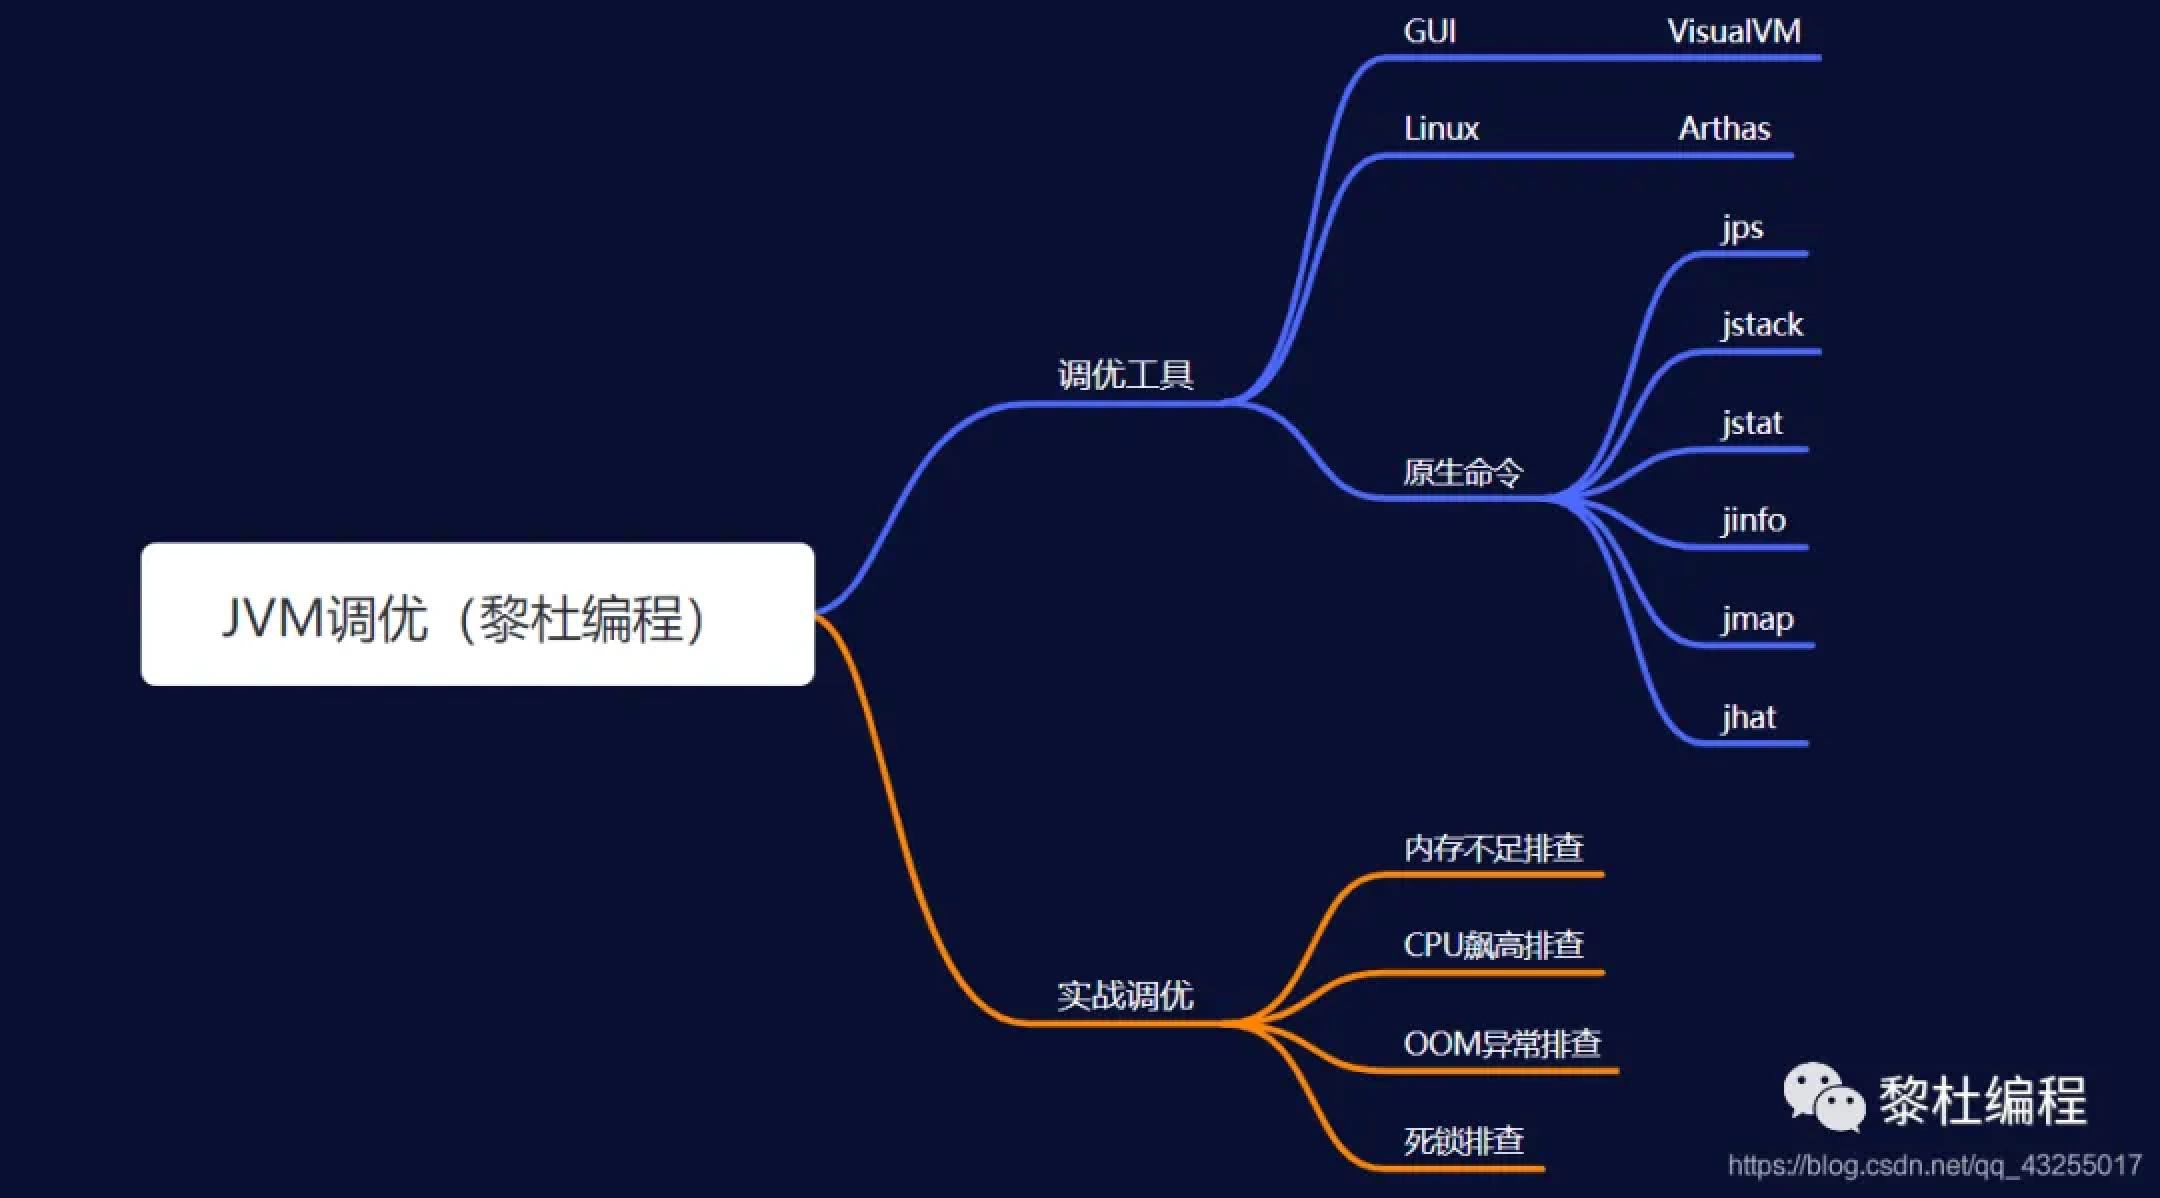 GUI
VisualVM
Linux
Arthas
jps
jstack
jstat
jinfo
jmap
jhat
调优工具
原生命令
JVM调优（黎杜编程）
内存不足排查
CPU飙高排查
OOM异常排查
死锁排查
实战调优
黎杜编程
https://blog.csdn.net/qq_43255017